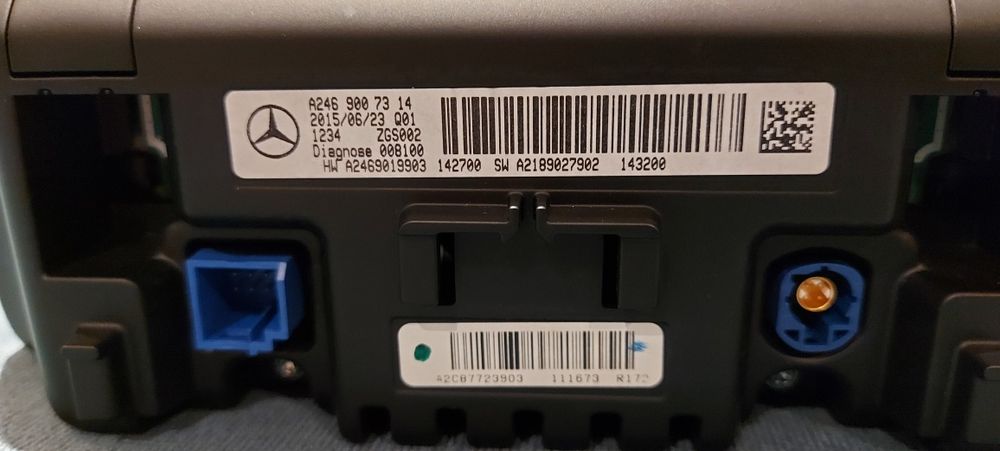 A246 900 73 14
2015/06/23 Q01
1234 ZGS002
Diagnose 008100
HW A2469019903 142700 SW A2189027902 143200
A2C87723903 111673 R172